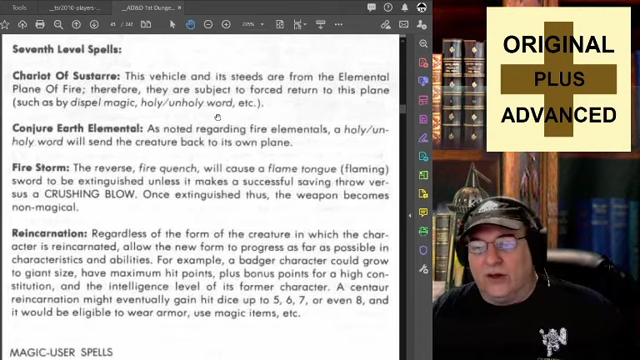 Tools
__ts/2010-players-...
__AD&D 1st Dunge...
45 / 242
225%
Seventh Level Spells:
Chariot Of Sustarre: This vehicle and its steeds are from the Elemental
Plane Of Fire; therefore, they are subject to forced return to this plane
(such as by dispel magic, holy/unholy word, etc.).
Conjure Earth Elemental: As noted regarding fire elementals, a holy/un-
holy word will send the creature back to its own plane.
Fire Storm: The reverse, fire quench, will cause a flame tongue (flaming)
sword to be extinguished unless it makes a successful saving throw ver-
sus a CRUSHING BLOW. Once extinguished thus, the weapon becomes
non-magical.
Reincarnation: Regardless of the form of the creature in which the char-
acter is reincarnated, allow the new form to progress as far as possible in
characteristics and abilities. For example, a badger character could grow
to giant size, have maximum hit points, plus bonus points for a high con-
stitution, and the intelligence level of its former character. A centaur
reincarnation might eventually gain hit dice up to 5, 6, 7, or even 8, and
it would be eligible to wear armor, use magic items, etc.
MAGIC-USER SPELLS
ORIGINAL
PLUS
ADVANCED